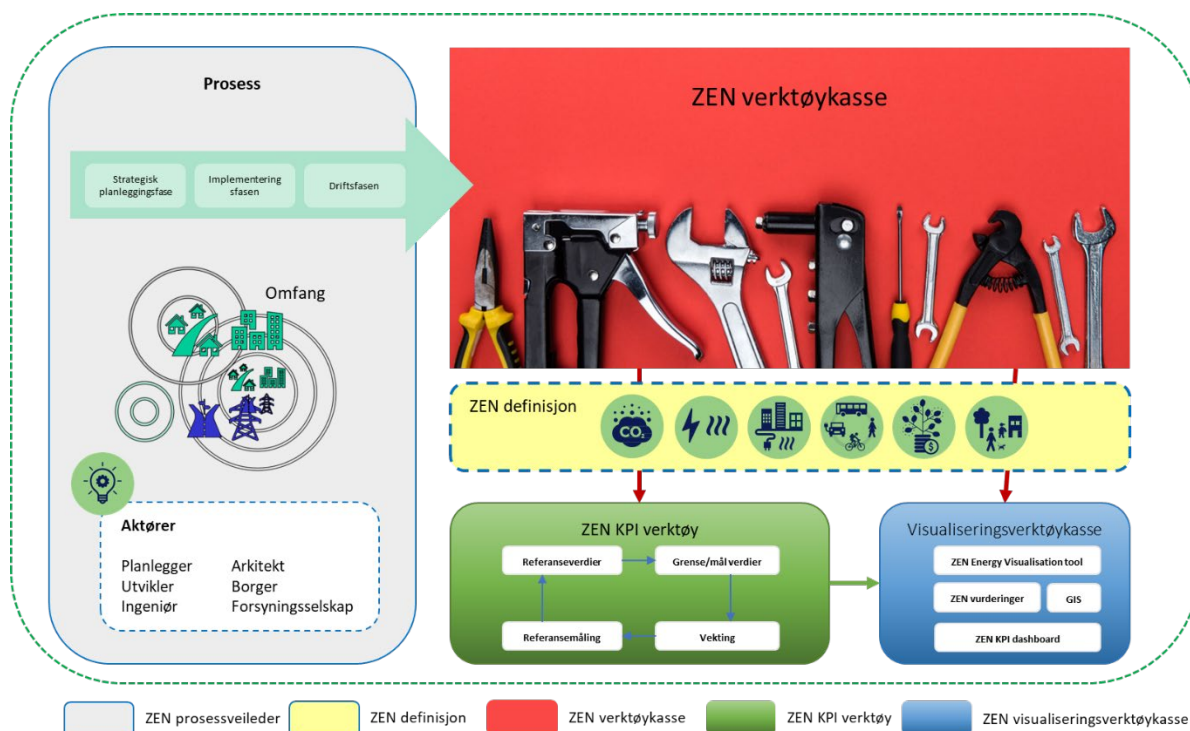 Prosess
Strategisk
planleggingsfase
Implementering
sfasen
Driftsfasen
Omfang
Aktører
Planlegger Arkitekt
Utvikler Borger
Ingeniør Forsyningsselskap
ZEN verktøykasse
ZEN definisjon
CO₂
$
ZEN KPI verktøy
Referanseverdier
Grense/mål verdier
Referansemåling
Vekting
Visualiseringsverktøykasse
ZEN Energy Visualisation tool
ZEN vurderinger
GIS
ZEN KPI dashboard
ZEN prosessveileder
ZEN definisjon
ZEN verktøykasse
ZEN KPI verktøy
ZEN visualiseringsverktøykasse